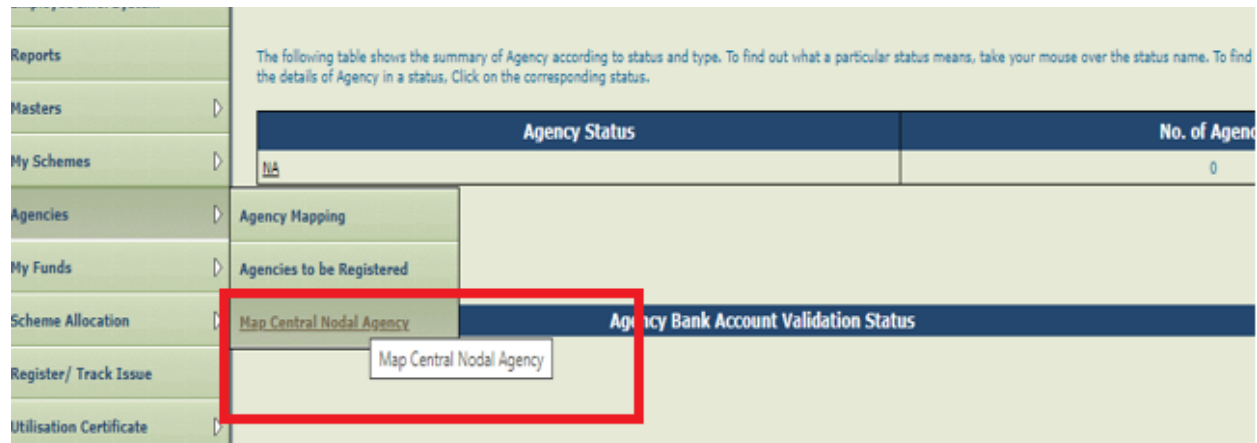 Reports
Masters
My Schemes
Agencies
My Funds
Scheme Allocation
Register/ Track Issue
Utilisation Certificate
The following table shows the summary of Agency according to status and type. To find out what a particular status means, take your mouse over the status name. To find
the details of Agency in a status, Click on the corresponding status.
Agency Status No. of Agenc
NA 0
Agency Mapping
Agencies to be Registered
Map Central Nodal Agency
Map Central Nodal Agency
Agency Bank Account Validation Status